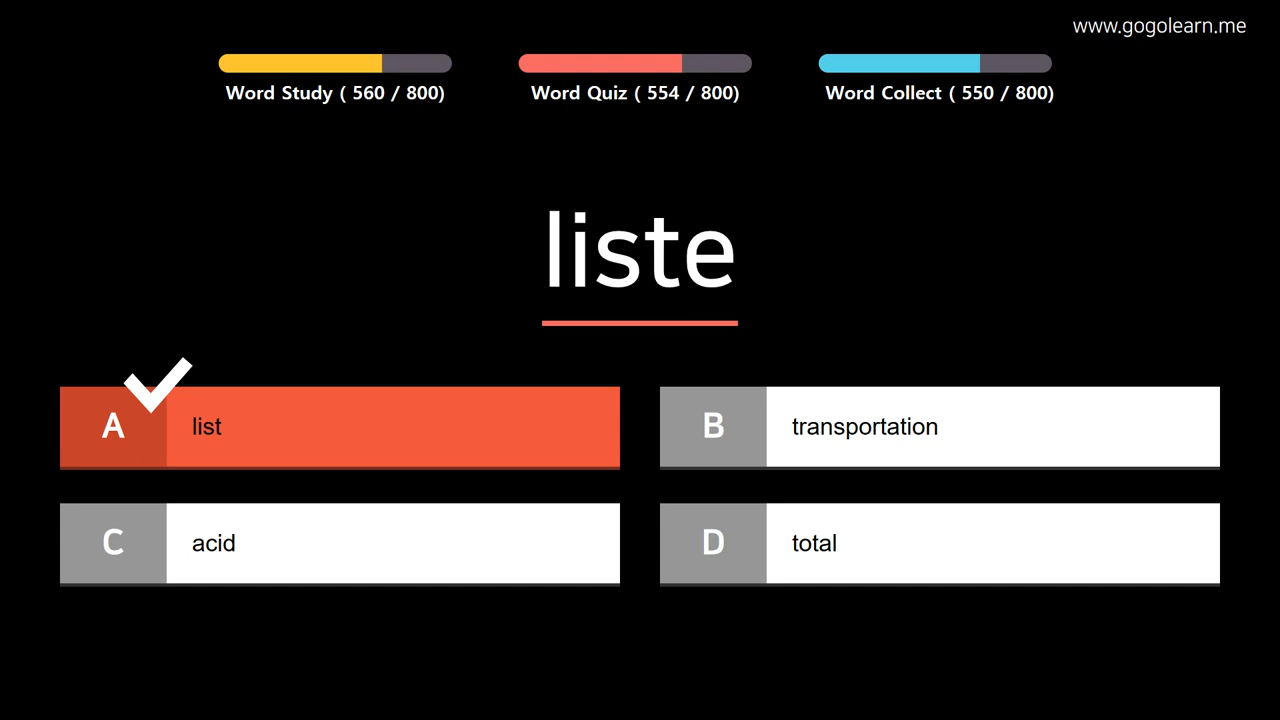 www.gogolearn.me
Word Study ( 560 / 800)
Word Quiz ( 554 / 800)
Word Collect ( 550 / 800)
liste
A list
B transportation
C acid
D total